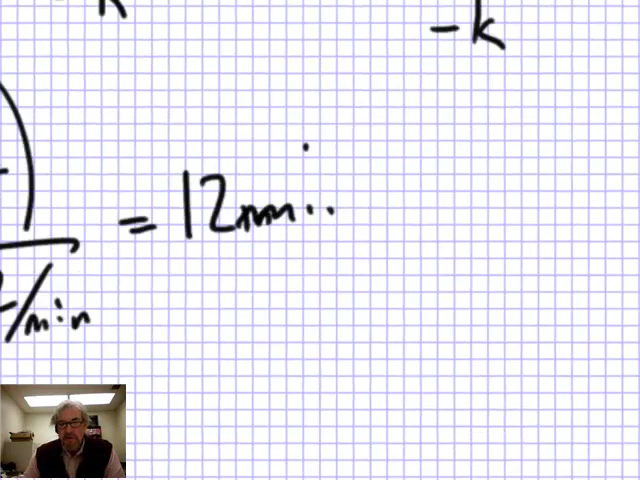 - k
= 12 min
/min